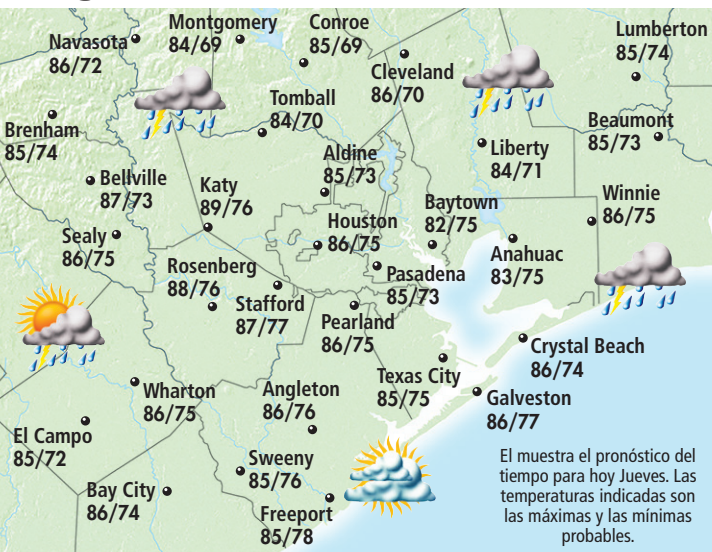 Montgomery
84/69
Conroe
85/69
Lumberton
85/74
Navasota
86/72
Cleveland
86/70
Tomball
84/70
Beaumont
85/73
Brenham
85/74
Liberty
84/71
Aldine
85/73
Bellville
87/73
Katy
89/76
Winnie
86/75
Baytown
82/75
Houston
86/75
Sealy
86/75
Anahuac
83/75
Rosenberg
88/76
Pasadena
85/73
Stafford
87/77
Pearland
86/75
Crystal Beach
86/74
Texas City
85/75
Wharton
86/75
Angleton
86/76
Galveston
86/77
El Campo
85/72
Sweeny
85/76
Bay City
86/74
Freeport
85/78
El muestra el pronóstico del
tiempo para hoy Jueves. Las
temperaturas indicadas son
las máximas y las mínimas
probables.